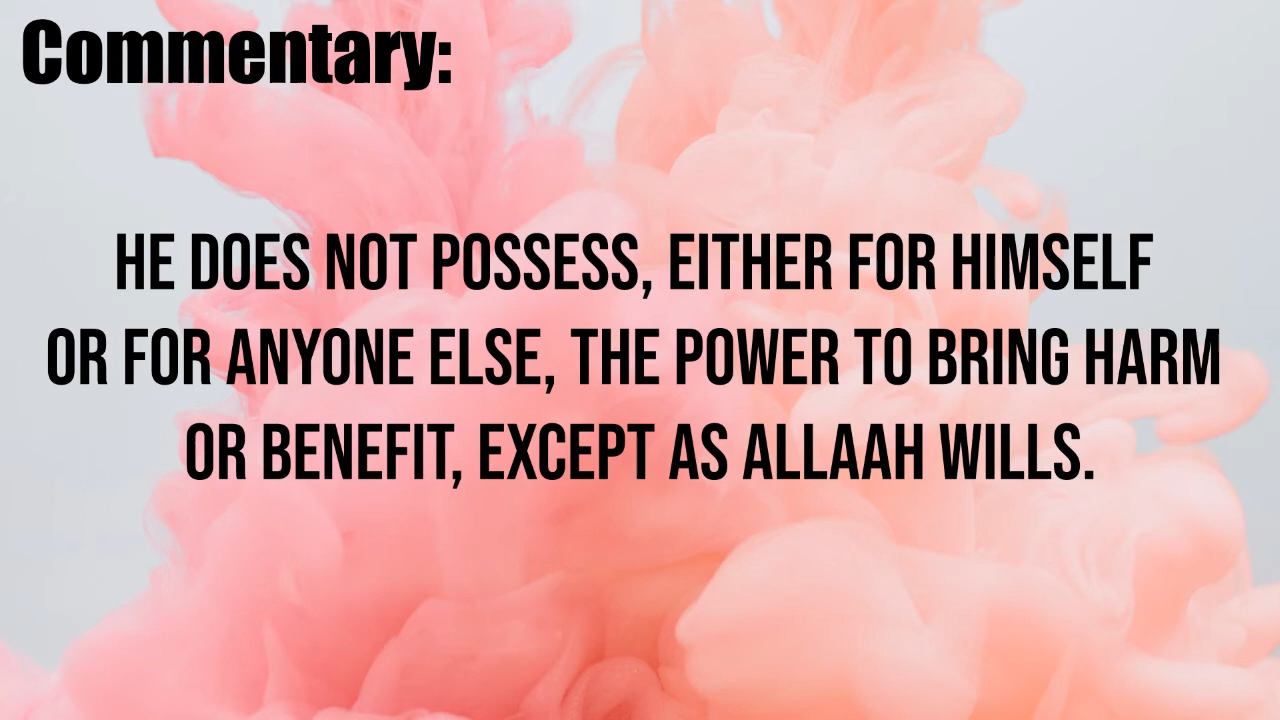 Commentary:
HE DOES NOT POSSESS, EITHER FOR HIMSELF
OR FOR ANYONE ELSE, THE POWER TO BRING HARM
OR BENEFIT, EXCEPT AS ALLAAH WILLS.